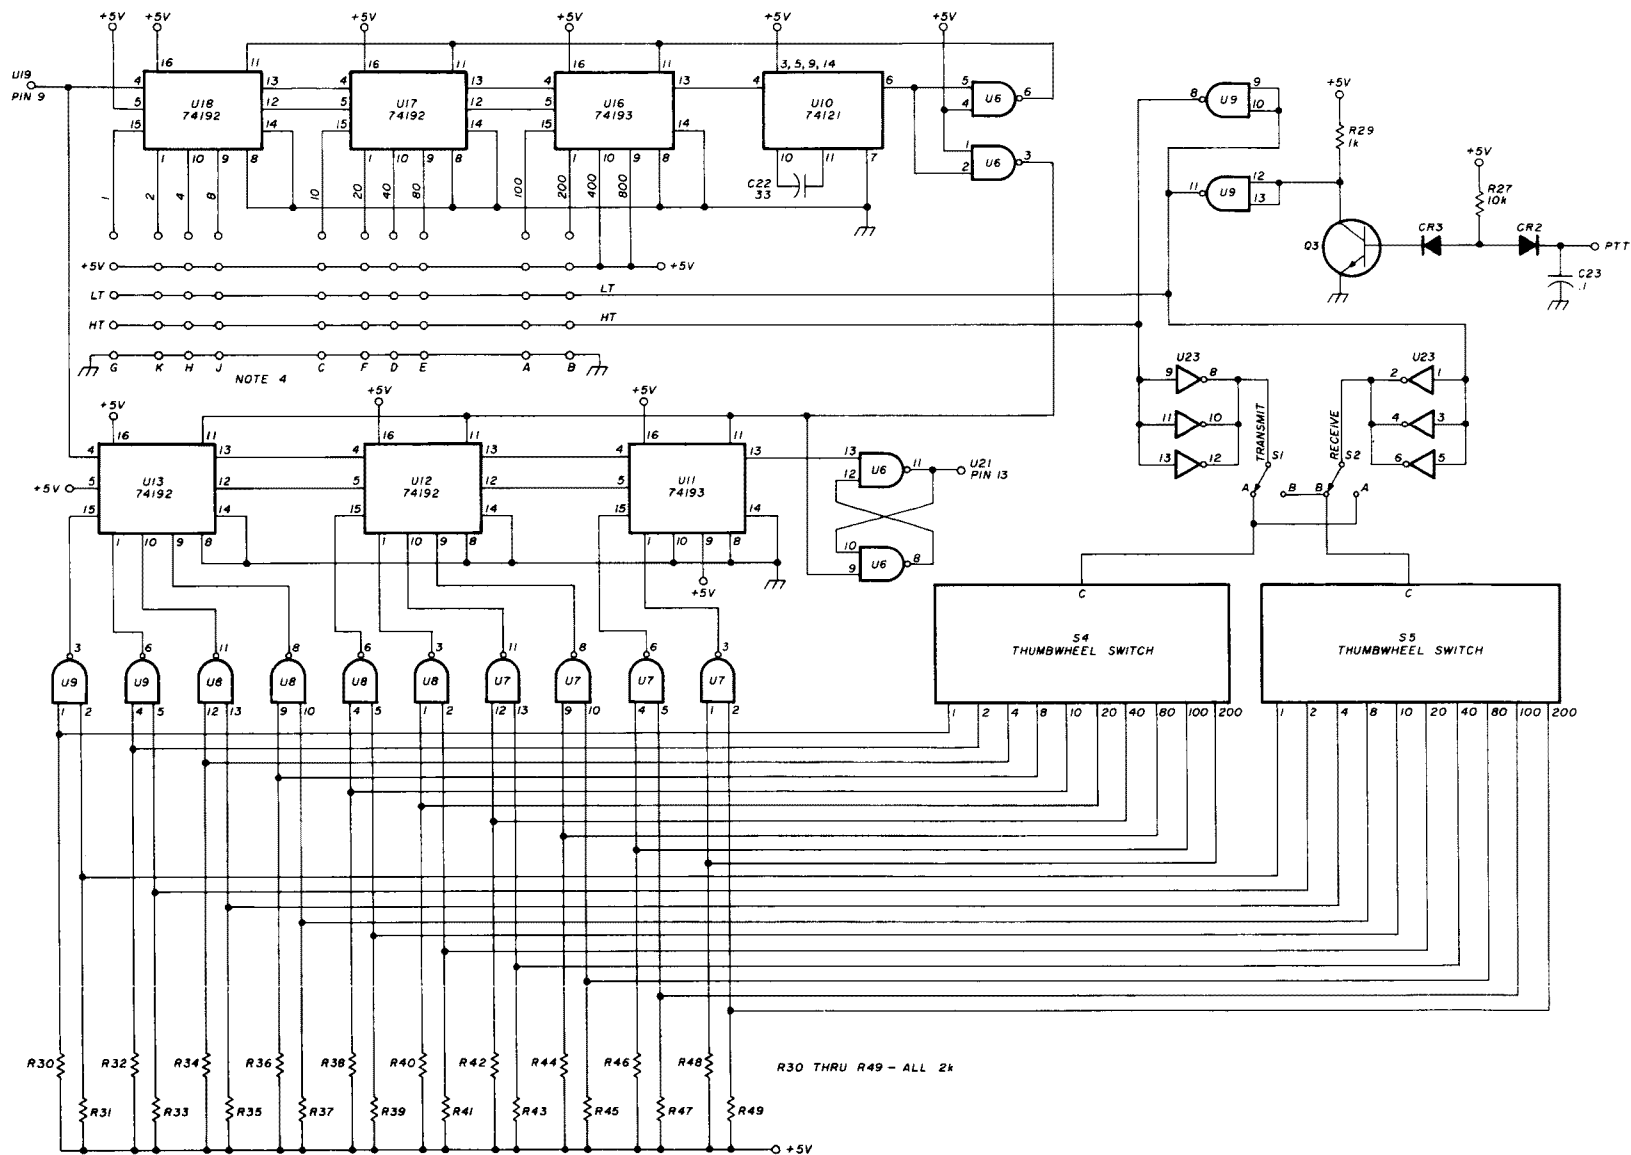 +5V +5V +5V +5V +5V +5V
U19
PIN 9
16 11 16 11 16 11 3, 5, 9, 14
4 13 4 13 4 13 4 6
5 12 5 12 5
15 14 15 14 15 14
U18
74192
U17
74192
U16
74193
U10
74121
1 10 9 8 1 10 9 8 1 10 9 8 10 11 7
C22
33
5
4
U6
6
1
2
U6
3
1 2 4 8 10 20 40 80 100 200 400 800
+5V +5V
LT LT
HT HT
G K H J C F D E A B
NOTE 4
8 U9 9
10
11 U9 12
13
+5V
R29
1k
+5V
R27
10k
Q3
CR3 CR2
PTT
C23
.1
U23 U23
9 8 2 1
11 10 4 3
13 12 6 5
TRANSMIT RECEIVE
S1 S2
A B B A
+5V +5V +5V
16 11 16 11 16 11
4 13 4 13 4 13
+5V 5 12 5 12 5
15 14 15 14 15 14
U13
74192
U12
74192
U11
74193
1 10 9 8 1 10 9 8 1 10 9 8
+5V
13
12
U6
11
U21
PIN 13
10
9
U6
8
C C
S4
THUMBWHEEL SWITCH
S5
THUMBWHEEL SWITCH
3 6 11 8 6 3 11 8 6 3
U9 U9 U8 U8 U8 U8 U7 U7 U7 U7
1 2 4 5 12 13 9 10 4 5 1 2 12 13 9 10 4 5 1 2
1 2 4 8 10 20 40 80 100 200
1 2 4 8 10 20 40 80 100 200
R30 R32 R34 R36 R38 R40 R42 R44 R46 R48
R30 THRU R49 - ALL 2k
R31 R33 R35 R37 R39 R41 R43 R45 R47 R49
+5V